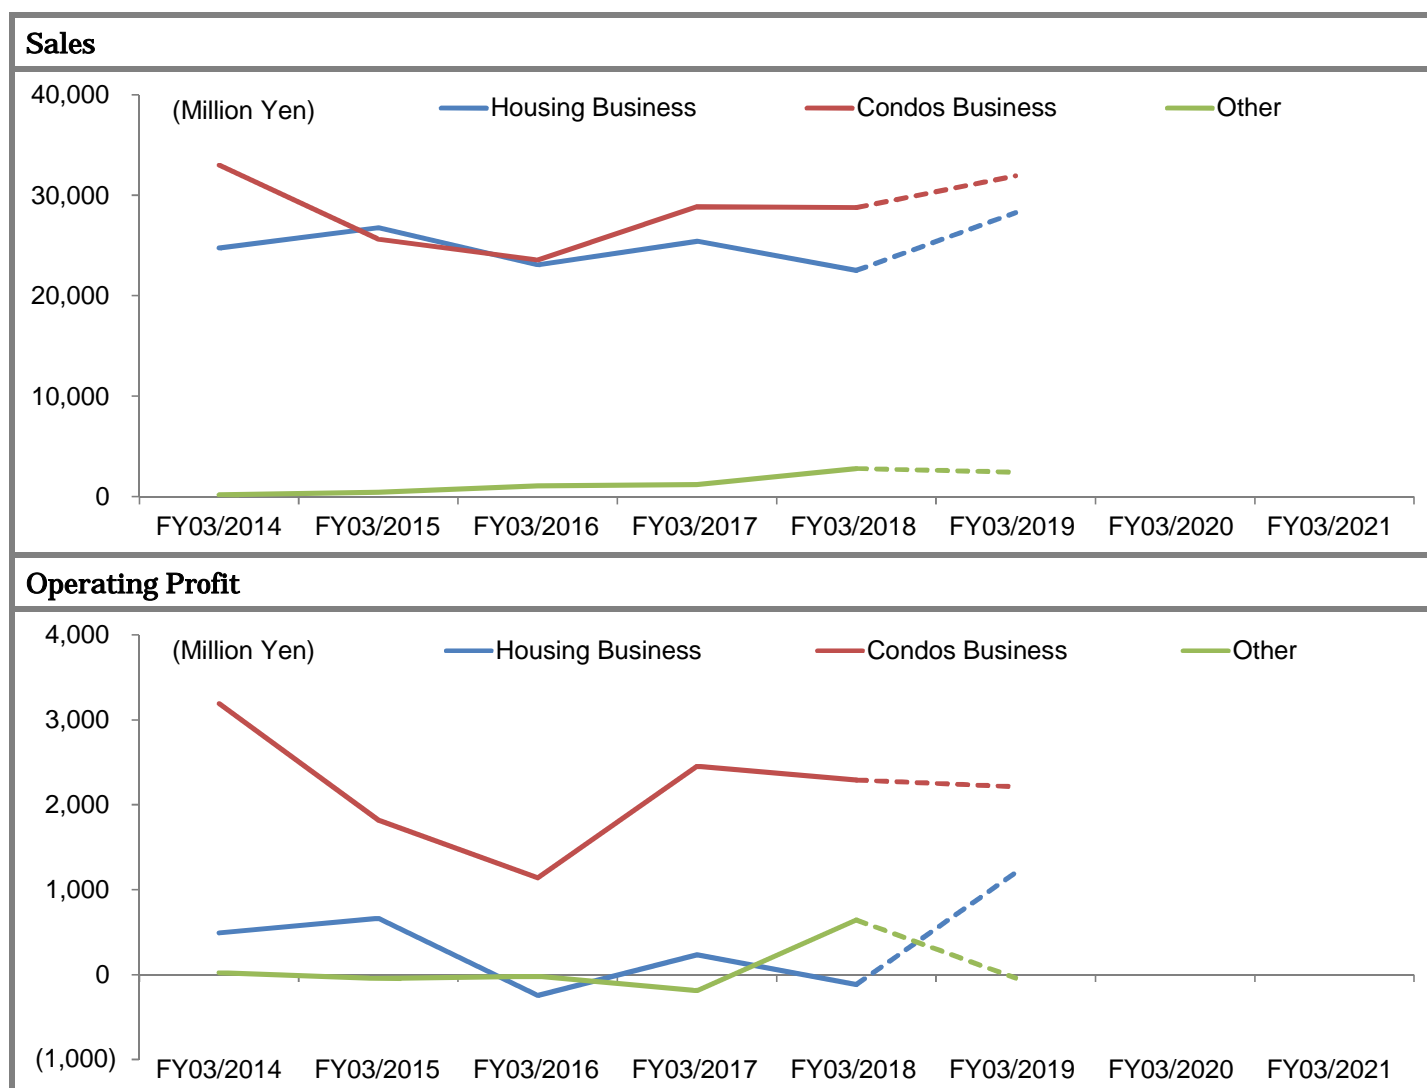 Sales
40,000
(Million Yen) Housing Business Condos Business Other
30,000
20,000
10,000
0
FY03/2014 FY03/2015 FY03/2016 FY03/2017 FY03/2018 FY03/2019 FY03/2020 FY03/2021
Operating Profit
4,000
(Million Yen) Housing Business Condos Business Other
3,000
2,000
1,000
0
(1,000)
FY03/2014 FY03/2015 FY03/2016 FY03/2017 FY03/2018 FY03/2019 FY03/2020 FY03/2021